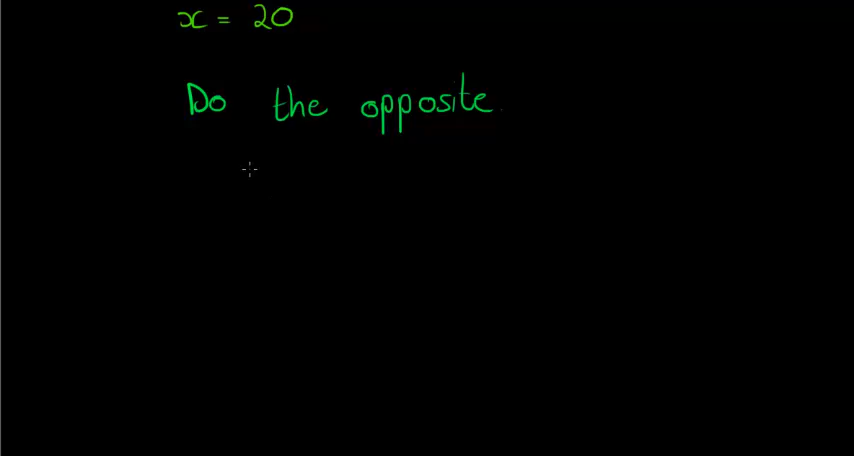 x = 20
Do the opposite.